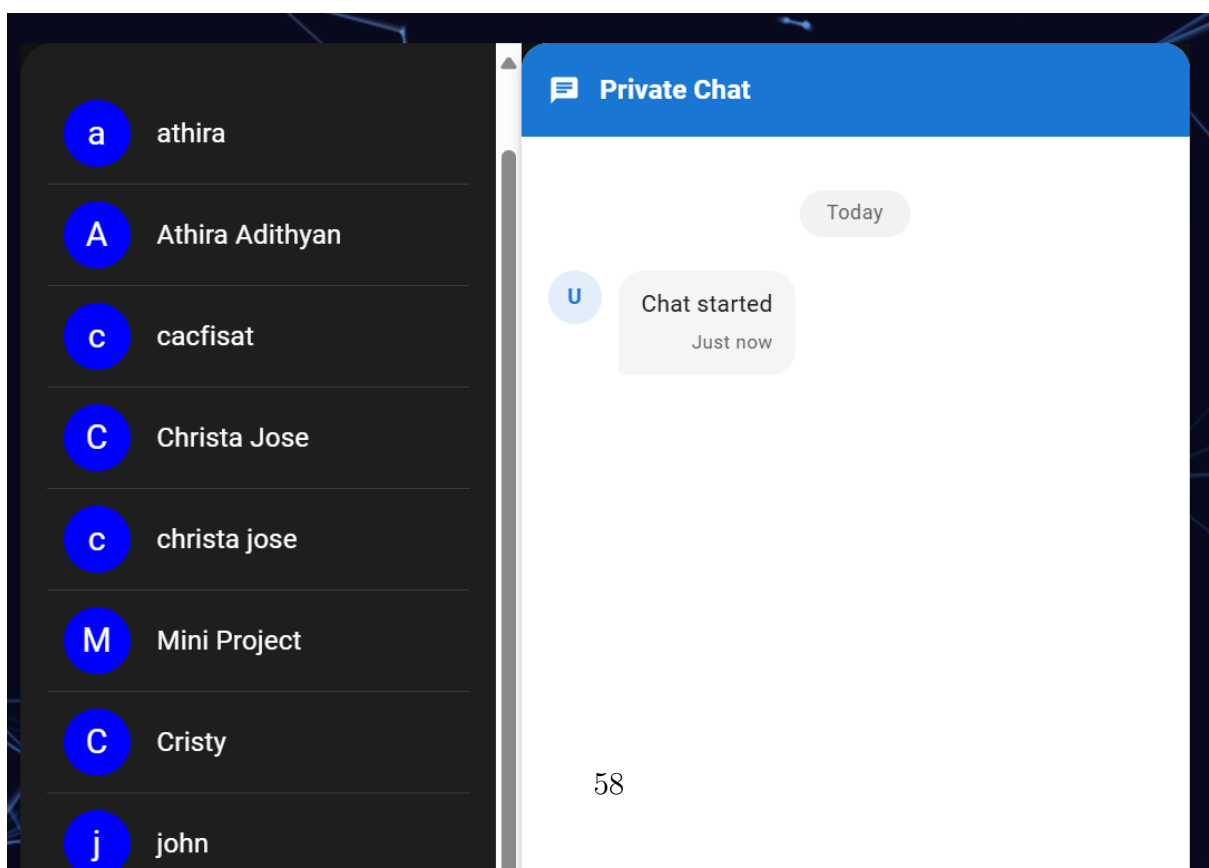 a
athira
A
Athira Adithyan
c
cacfisat
C
Christa Jose
c
christa jose
M
Mini Project
C
Cristy
j
john
Private Chat
Today
U
Chat started
Just now
58